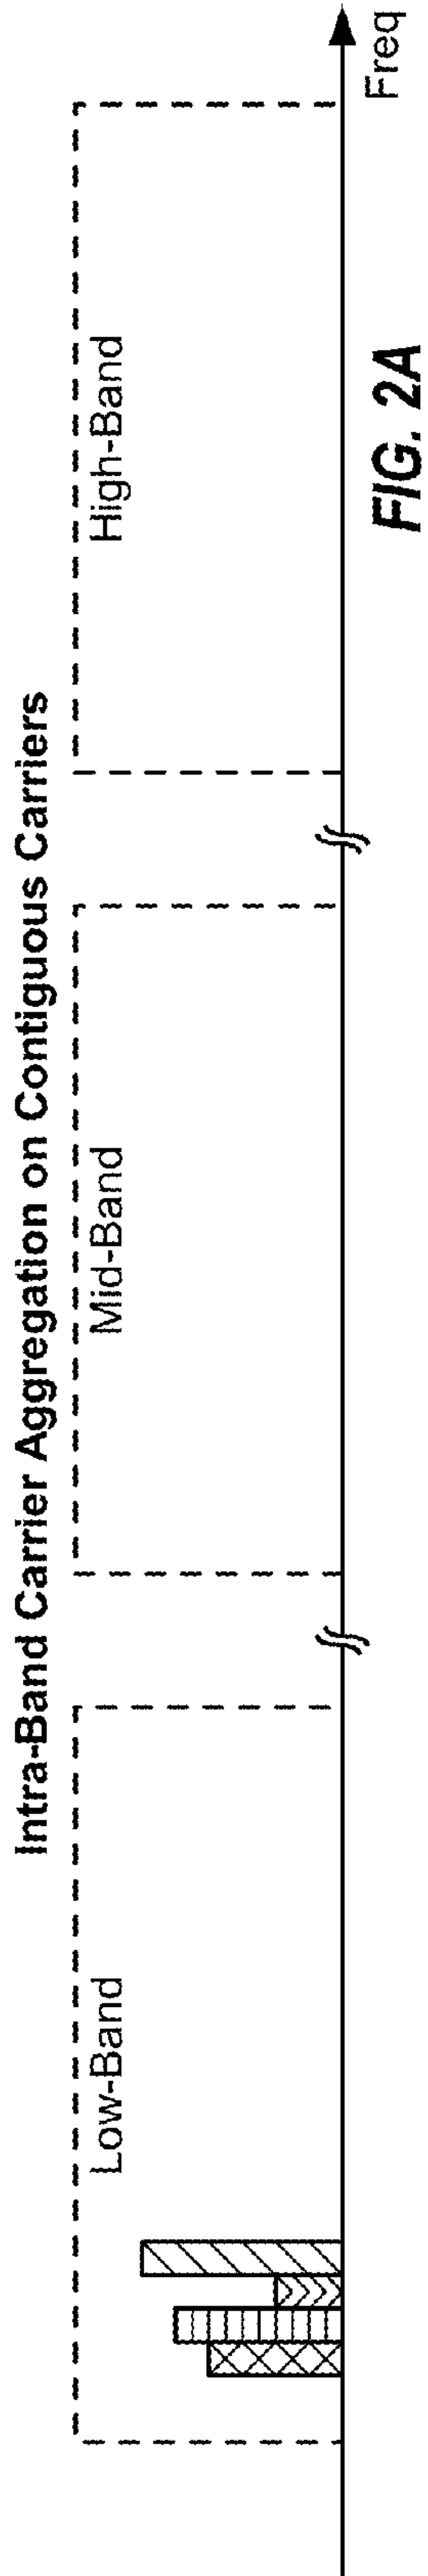 Intra-Band Carrier Aggregation on Contiguous Carriers
Low-Band
Mid-Band
High-Band
Freq
FIG. 2A